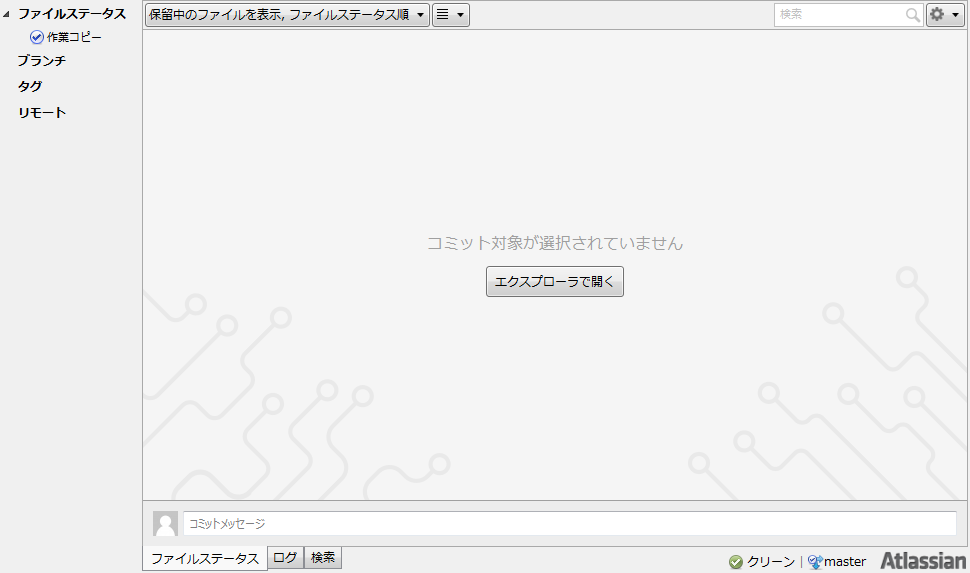 ファイルステータス
作業コピー
ブランチ
タグ
リモート
保留中のファイルを表示, ファイルステータス順
検索
コミット対象が選択されていません
エクスプローラで開く
コミットメッセージ
ファイルステータス ログ 検索
クリーン | master Atlassian